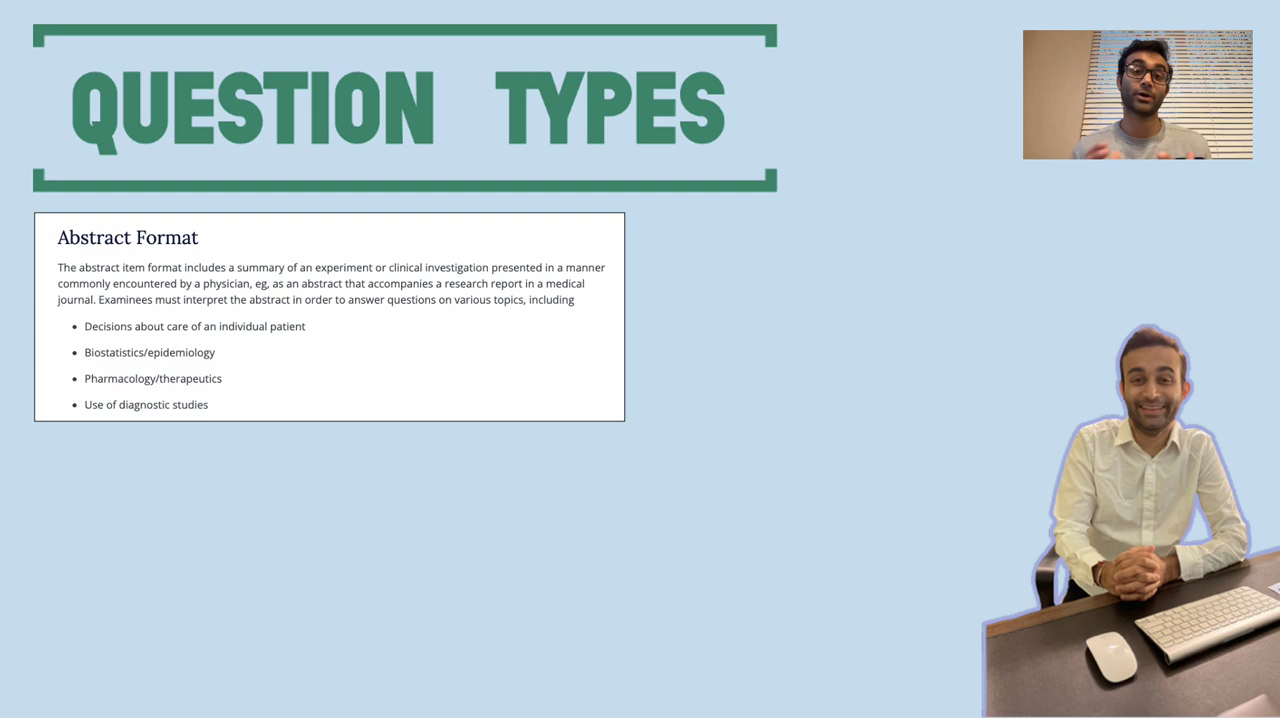 QUESTION TYPES
Abstract Format
The abstract item format includes a summary of an experiment or clinical investigation presented in a manner
commonly encountered by a physician, eg, as an abstract that accompanies a research report in a medical
journal. Examinees must interpret the abstract in order to answer questions on various topics, including
• Decisions about care of an individual patient
• Biostatistics/epidemiology
• Pharmacology/therapeutics
• Use of diagnostic studies